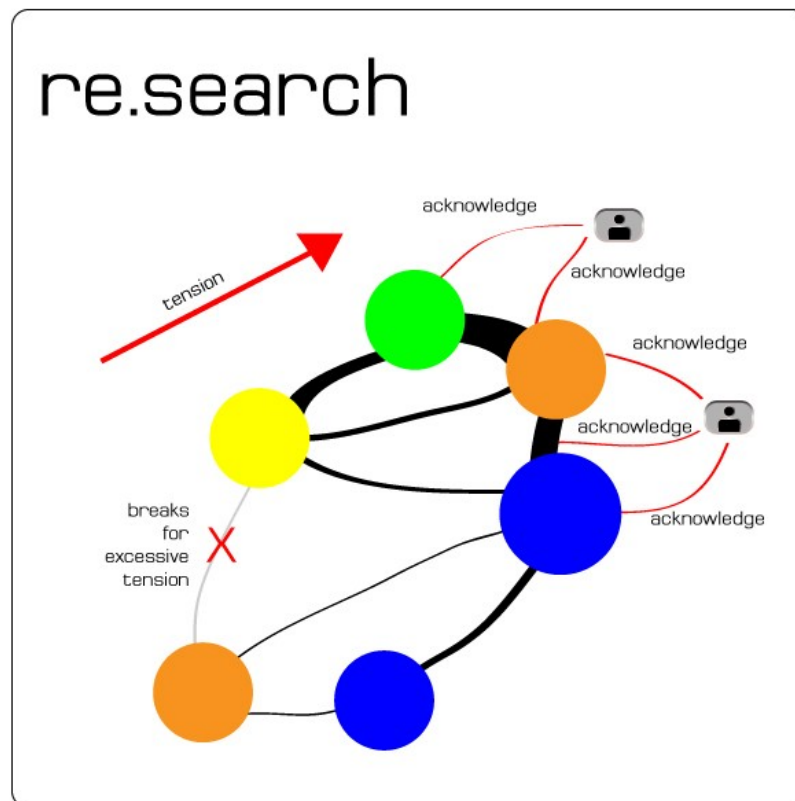 re.search
acknowledge
acknowledge
tension
acknowledge
acknowledge
breaks
for
excessive
tension
X
acknowledge